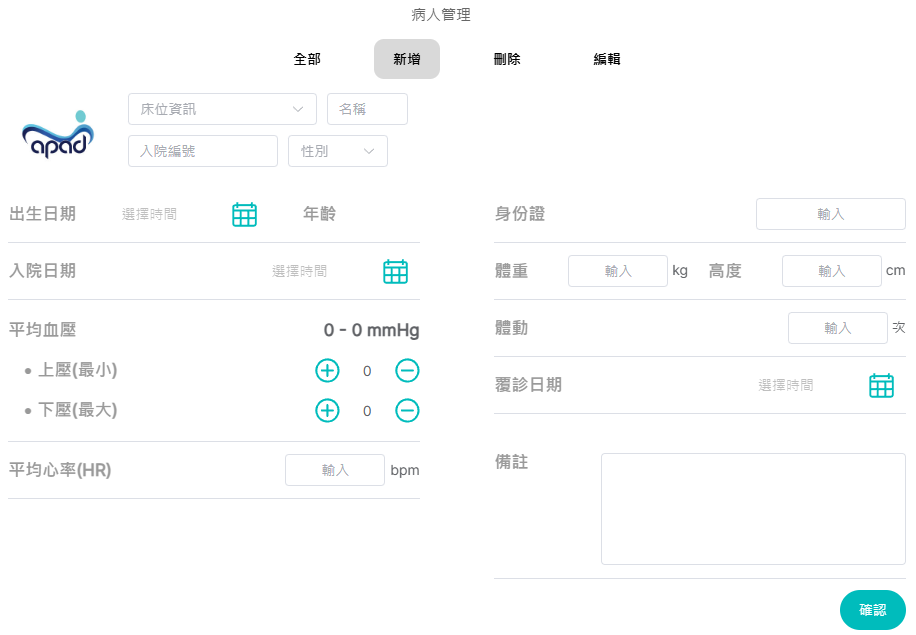 病人管理
全部 新增 刪除 編輯
床位資訊 名稱
apad
入院編號 性別
出生日期 選擇時間 年齡
入院日期 選擇時間
平均血壓 0 - 0 mmHg
• 上壓(最小) 0
• 下壓(最大) 0
平均心率(HR) 輸入 bpm
身份證 輸入
體重 輸入 kg 高度 輸入 cm
體動 輸入 次
覆診日期 選擇時間
備註
確認